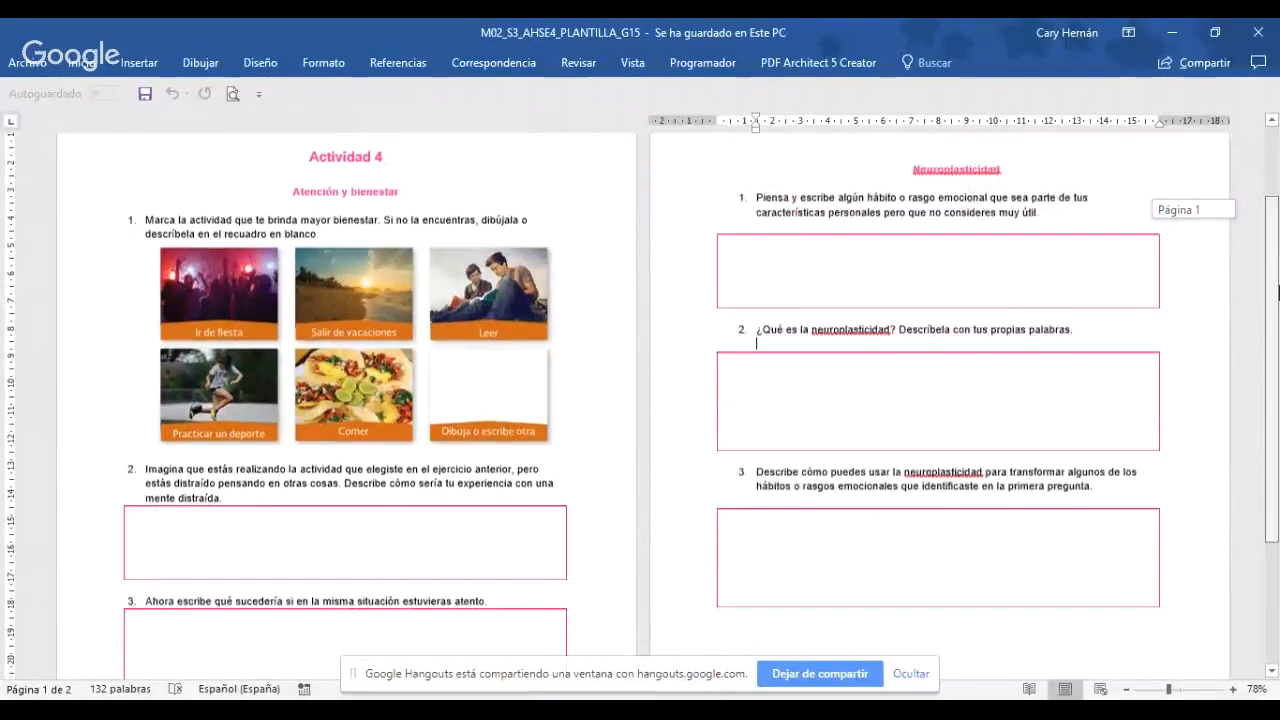 M02_S3_AHSE4_PLANTILLA_G15 - Se ha guardado en Este PC
Cary Hernán
Google
Archivo Inicio Insertar Dibujar Diseño Formato Referencias Correspondencia Revisar Vista Programador PDF Architect 5 Creator Buscar Compartir
Autoguardado
Actividad 4
Atención y bienestar
1. Marca la actividad que te brinda mayor bienestar. Si no la encuentras, dibújala o
descríbela en el recuadro en blanco.
Ir de fiesta
Salir de vacaciones
Leer
Practicar un deporte
Comer
Dibuja o escribe otra
2. Imagina que estás realizando la actividad que elegiste en el ejercicio anterior, pero
estás distraído pensando en otras cosas. Describe cómo sería tu experiencia con una
mente distraída.
3. Ahora escribe qué sucedería si en la misma situación estuvieras atento.
Neuroplasticidad
1. Piensa y escribe algún hábito o rasgo emocional que sea parte de tus
características personales pero que no consideres muy útil.
Página 1
2. ¿Qué es la neuroplasticidad? Descríbela con tus propias palabras.
3. Describe cómo puedes usar la neuroplasticidad para transformar algunos de los
hábitos o rasgos emocionales que identificaste en la primera pregunta.
Google Hangouts está compartiendo una ventana con hangouts.google.com.
Dejar de compartir
Ocultar
Página 1 de 2
132 palabras
Español (España)
78%